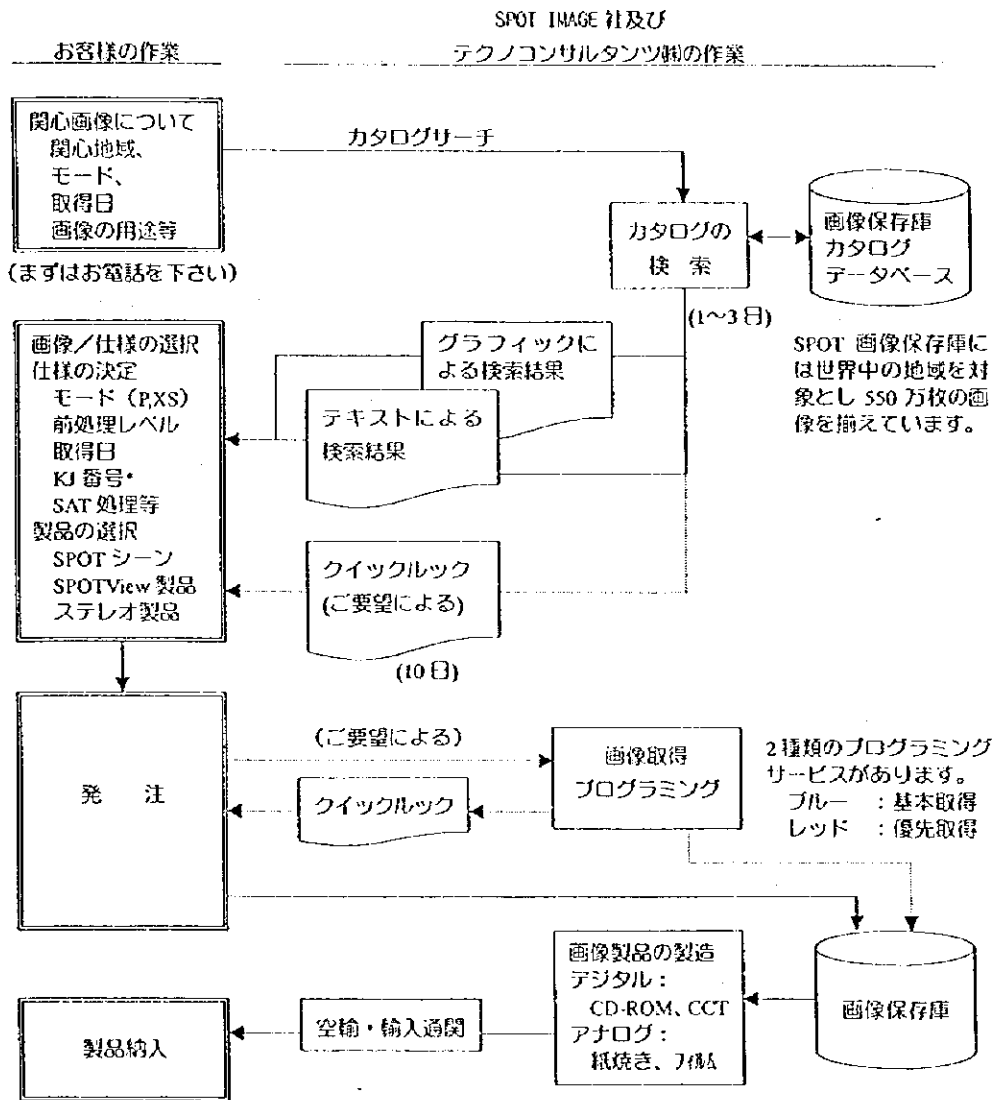 SPOT IMAGE 社及び
お客様の作業
テクノコンサルタンツ㈱の作業
関心画像について
関心地域、
モード、
取得日
画像の用途等
(まずはお電話を下さい)
カタログサーチ
カタログの
検 索
(1～3 日)
画像保存庫
カタログ
データベース
SPOT 画像保存庫に
は世界中の地域を対
象とし 550 万枚の画
像を揃えています。
画像／仕様の選択
仕様の決定
モード（P,XS）
前処理レベル
取得日
KJ 番号*
SAT 処理等
製品の選択
SPOT シーン
SPOTView 製品
ステレオ製品
グラフィックに
よる検索結果
テキストによる
検索結果
クイックルック
(ご要望による)
(10 日)
発 注
(ご要望による)
クイックルック
画像取得
プログラミング
2 種類のプログラミング
サービスがあります。
ブルー ：基本取得
レッド ：優先取得
画像保存庫
画像製品の製造
デジタル：
CD-ROM、CCT
アナログ：
紙焼き、フィルム
空輸・輸入通関
製品納入